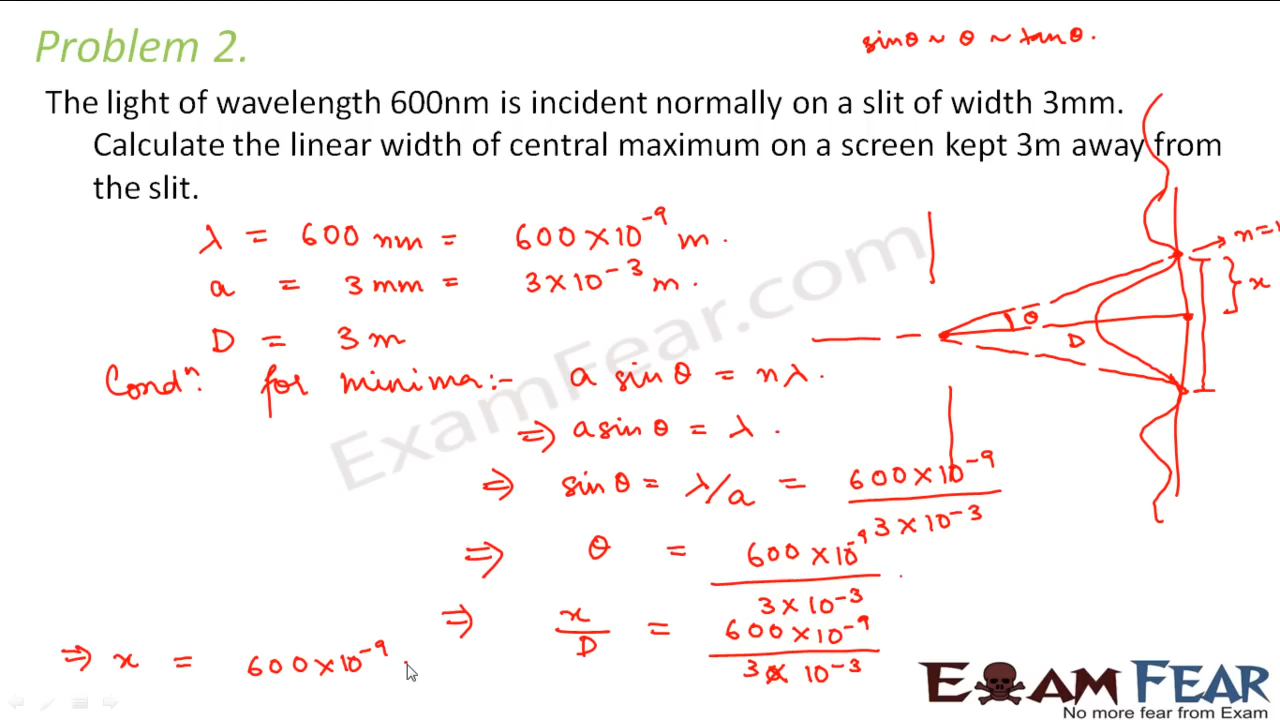 Problem 2.
sinθ ~ θ ~ tanθ.
The light of wavelength 600nm is incident normally on a slit of width 3mm.
Calculate the linear width of central maximum on a screen kept 3m away from
the slit.
λ = 600 nm = 600 × 10⁻⁹ m.
n=1
a = 3 mm = 3 × 10⁻³ m.
x
θ
D = 3 m
D
Condⁿ. for minima:- a sin θ = nλ.
⇒ a sin θ = λ.
⇒ sin θ = λ/a = 600 × 10⁻⁹ / 3 × 10⁻³
⇒ θ = 600 × 10⁻⁹ / 3 × 10⁻³
⇒ x/D = 600 × 10⁻⁹ / 3 × 10⁻³
⇒ x = 600 × 10⁻⁹
ExamFear.com
EXAM FEAR
No more fear from Exam